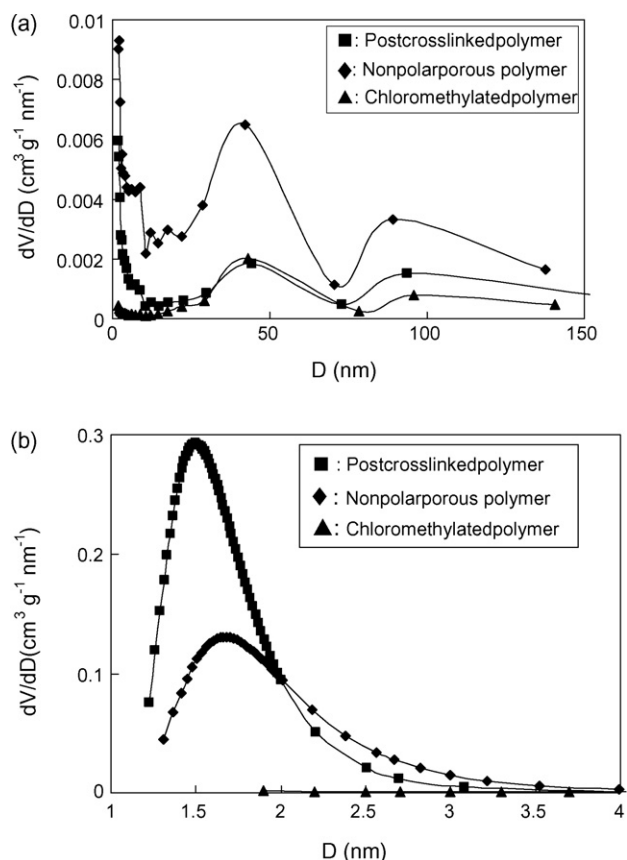 (a)
0.01
0.008
0.006
0.004
0.002
0
dV/dD (cm³ g⁻¹ nm⁻¹)
: Postcrosslinkedpolymer
: Nonpolarporous polymer
: Chloromethylatedpolymer
0 50 100 150
D (nm)
(b)
0.3
0.2
0.1
0
dV/dD(cm³ g⁻¹ nm⁻¹)
: Postcrosslinkedpolymer
: Nonpolarporous polymer
: Chloromethylatedpolymer
1 1.5 2 2.5 3 3.5 4
D (nm)